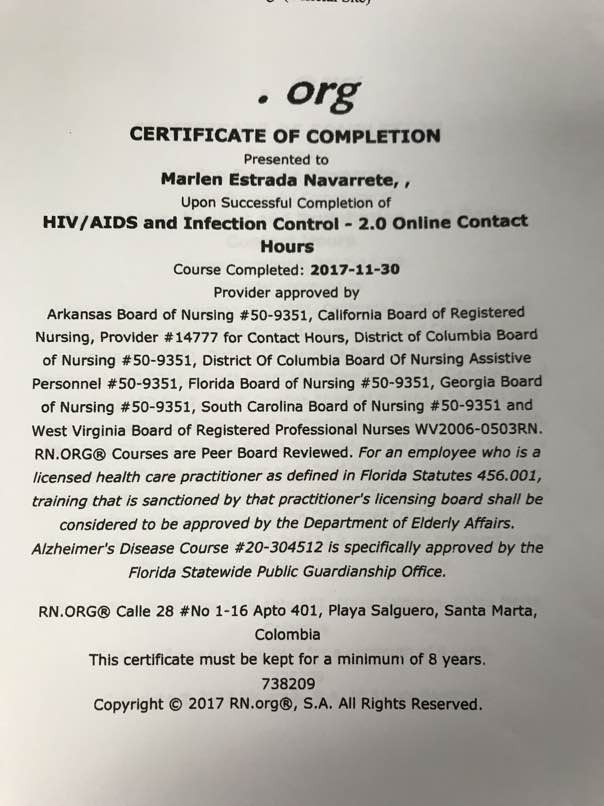 . org
CERTIFICATE OF COMPLETION
Presented to
Marlen Estrada Navarrete, ,
Upon Successful Completion of
HIV/AIDS and Infection Control - 2.0 Online Contact
Hours
Course Completed: 2017-11-30
Provider approved by
Arkansas Board of Nursing #50-9351, California Board of Registered
Nursing, Provider #14777 for Contact Hours, District of Columbia Board
of Nursing #50-9351, District Of Columbia Board Of Nursing Assistive
Personnel #50-9351, Florida Board of Nursing #50-9351, Georgia Board
of Nursing #50-9351, South Carolina Board of Nursing #50-9351 and
West Virginia Board of Registered Professional Nurses WV2006-0503RN.
RN.ORG® Courses are Peer Board Reviewed. For an employee who is a
licensed health care practitioner as defined in Florida Statutes 456.001,
training that is sanctioned by that practitioner's licensing board shall be
considered to be approved by the Department of Elderly Affairs.
Alzheimer's Disease Course #20-304512 is specifically approved by the
Florida Statewide Public Guardianship Office.
RN.ORG® Calle 28 #No 1-16 Apto 401, Playa Salguero, Santa Marta,
Colombia
This certificate must be kept for a minimum of 8 years.
738209
Copyright © 2017 RN.org®, S.A. All Rights Reserved.